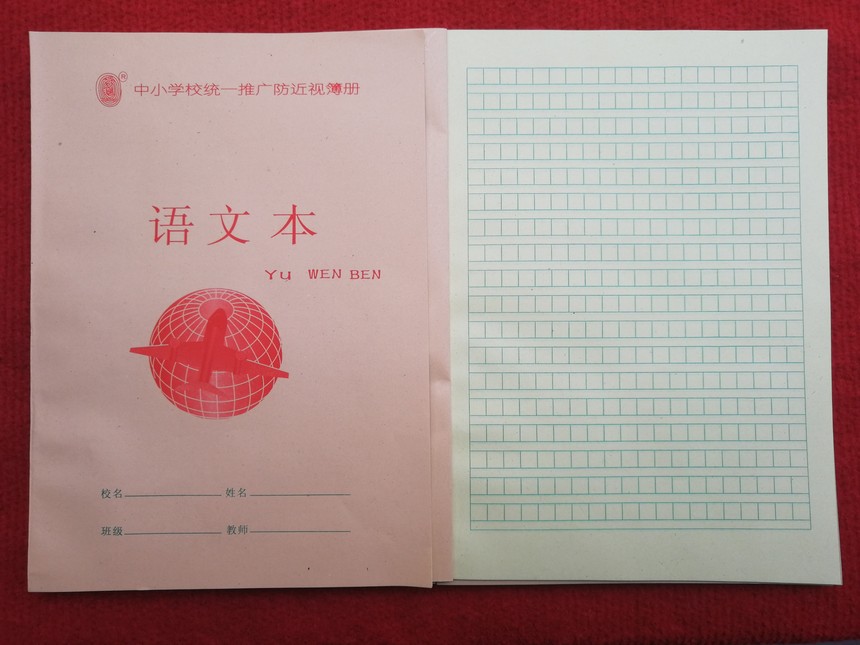 中小学校统一推广防近视簿册
语文本
Yu WEN BEN
校名 姓名
班级 教师